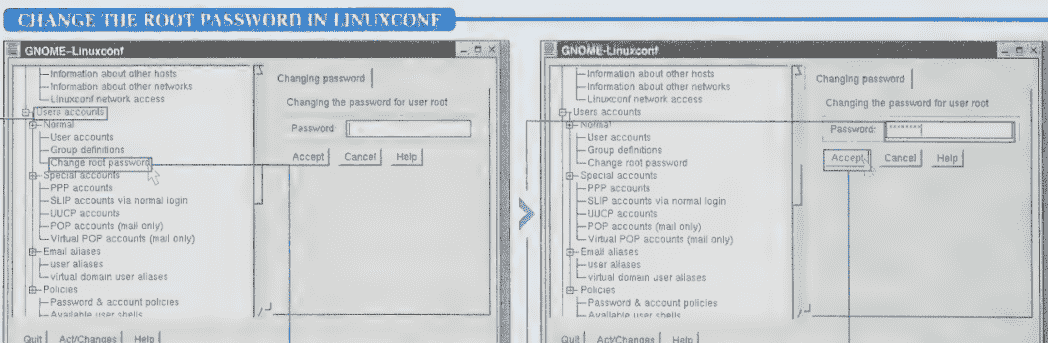 CHANGE THE ROOT PASSWORD IN LINUXCONF
GNOME-Linuxconf
Information about other hosts
Information about other networks
Linuxconf network access
Users accounts
Normal
User accounts
Group definitions
Change root password
Special accounts
PPP accounts
SLIP accounts via normal login
UUCP accounts
POP accounts (mail only)
Virtual POP accounts (mail only)
Email aliases
user aliases
virtual domain user aliases
Policies
Password & account policies
Available user shells
Changing password
Changing the password for user root
Password
Accept Cancel Help
Quit Act/Changes Help
GNOME-Linuxconf
Information about other hosts
Information about other networks
Linuxconf network access
Users accounts
Normal
User accounts
Group definitions
Change root password
Special accounts
PPP accounts
SLIP accounts via normal login
UUCP accounts
POP accounts (mail only)
Virtual POP accounts (mail only)
Email aliases
user aliases
virtual domain user aliases
Policies
Password & account policies
Available user shells
Changing password
Changing the password for user root
Password: *******
Accept Cancel Help
Quit Act/Changes Help